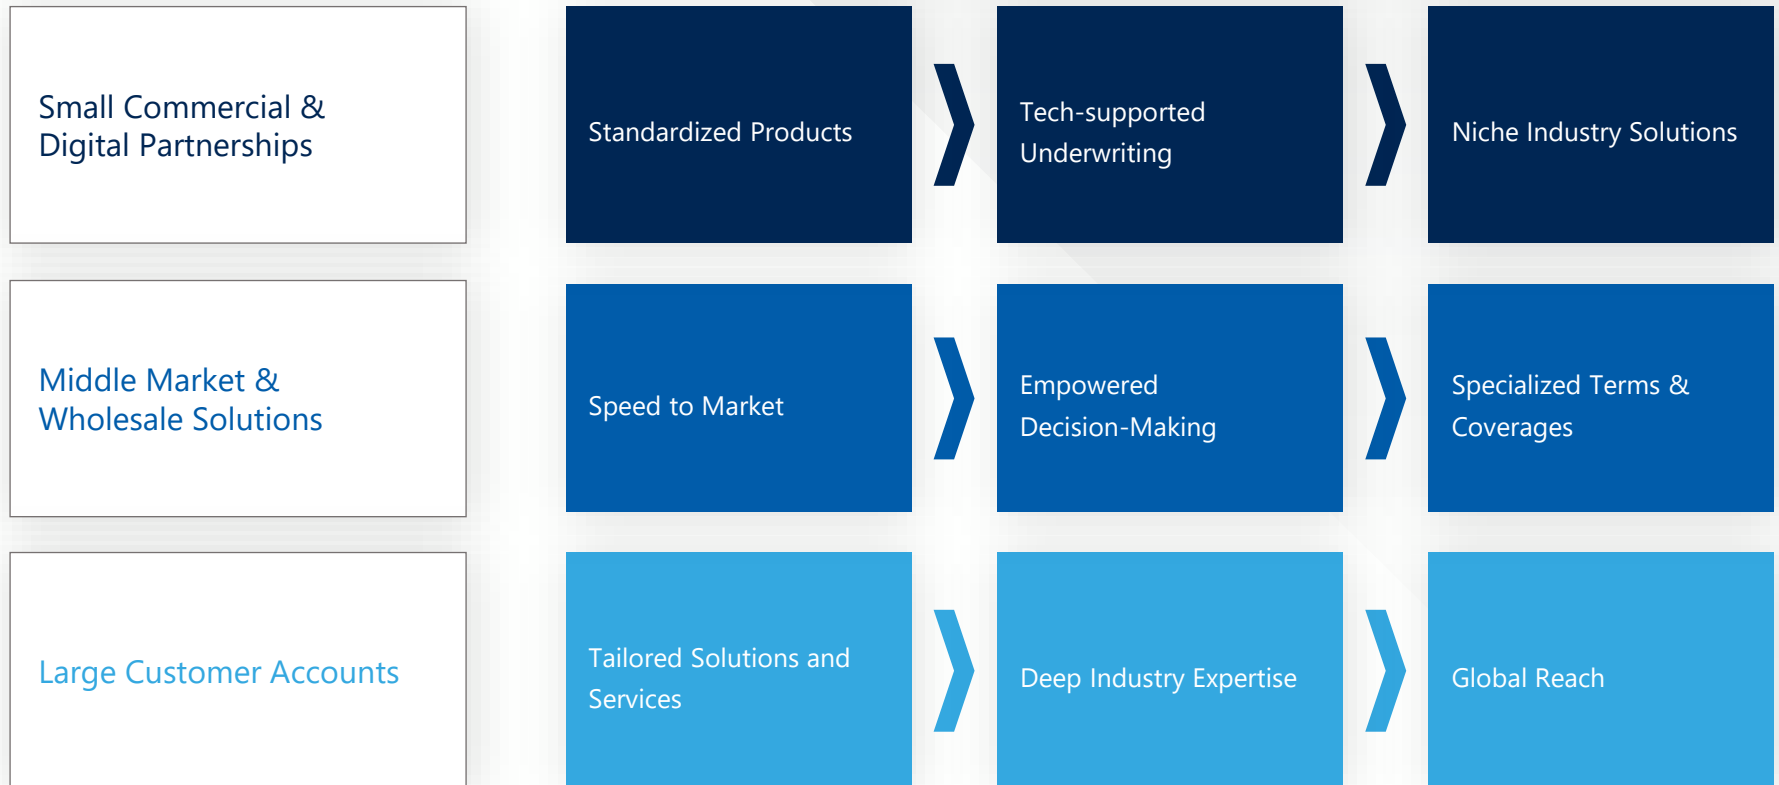 Small Commercial &
Digital Partnerships
Standardized Products
Tech-supported
Underwriting
Niche Industry Solutions
Middle Market &
Wholesale Solutions
Speed to Market
Empowered
Decision-Making
Specialized Terms &
Coverages
Large Customer Accounts
Tailored Solutions and
Services
Deep Industry Expertise
Global Reach